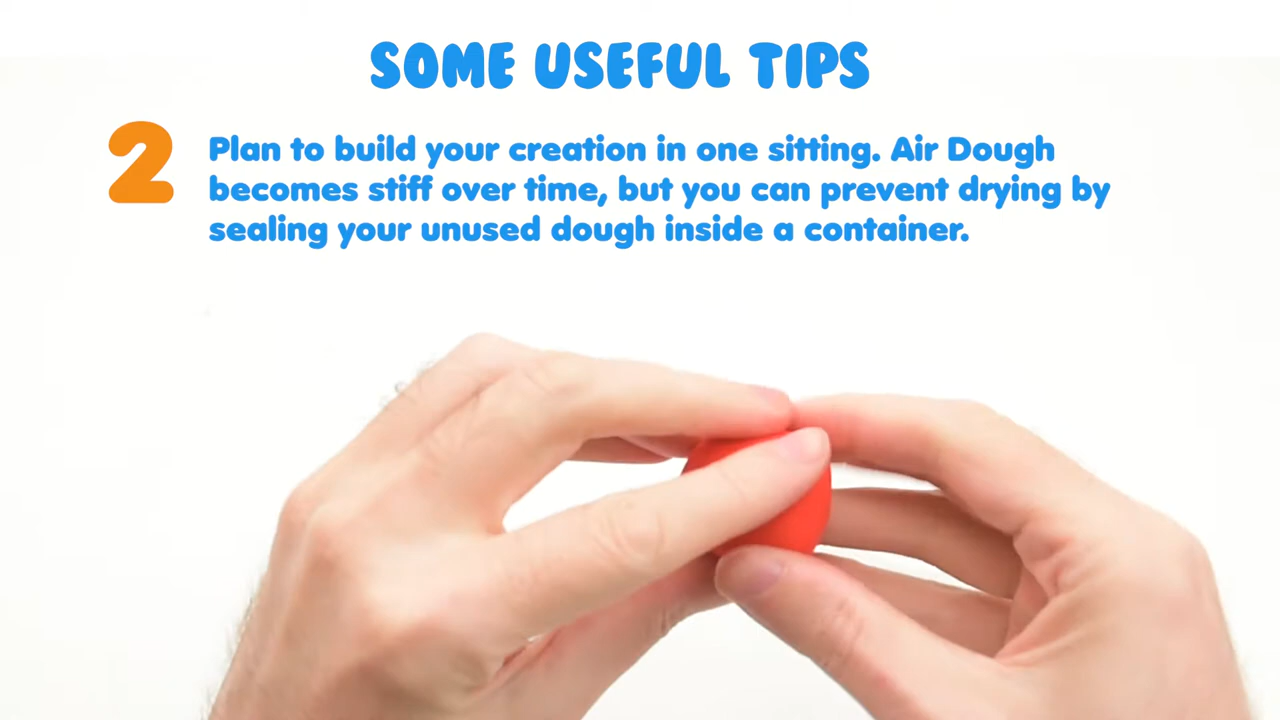 SOME USEFUL TIPS
2
Plan to build your creation in one sitting. Air Dough
becomes stiff over time, but you can prevent drying by
sealing your unused dough inside a container.